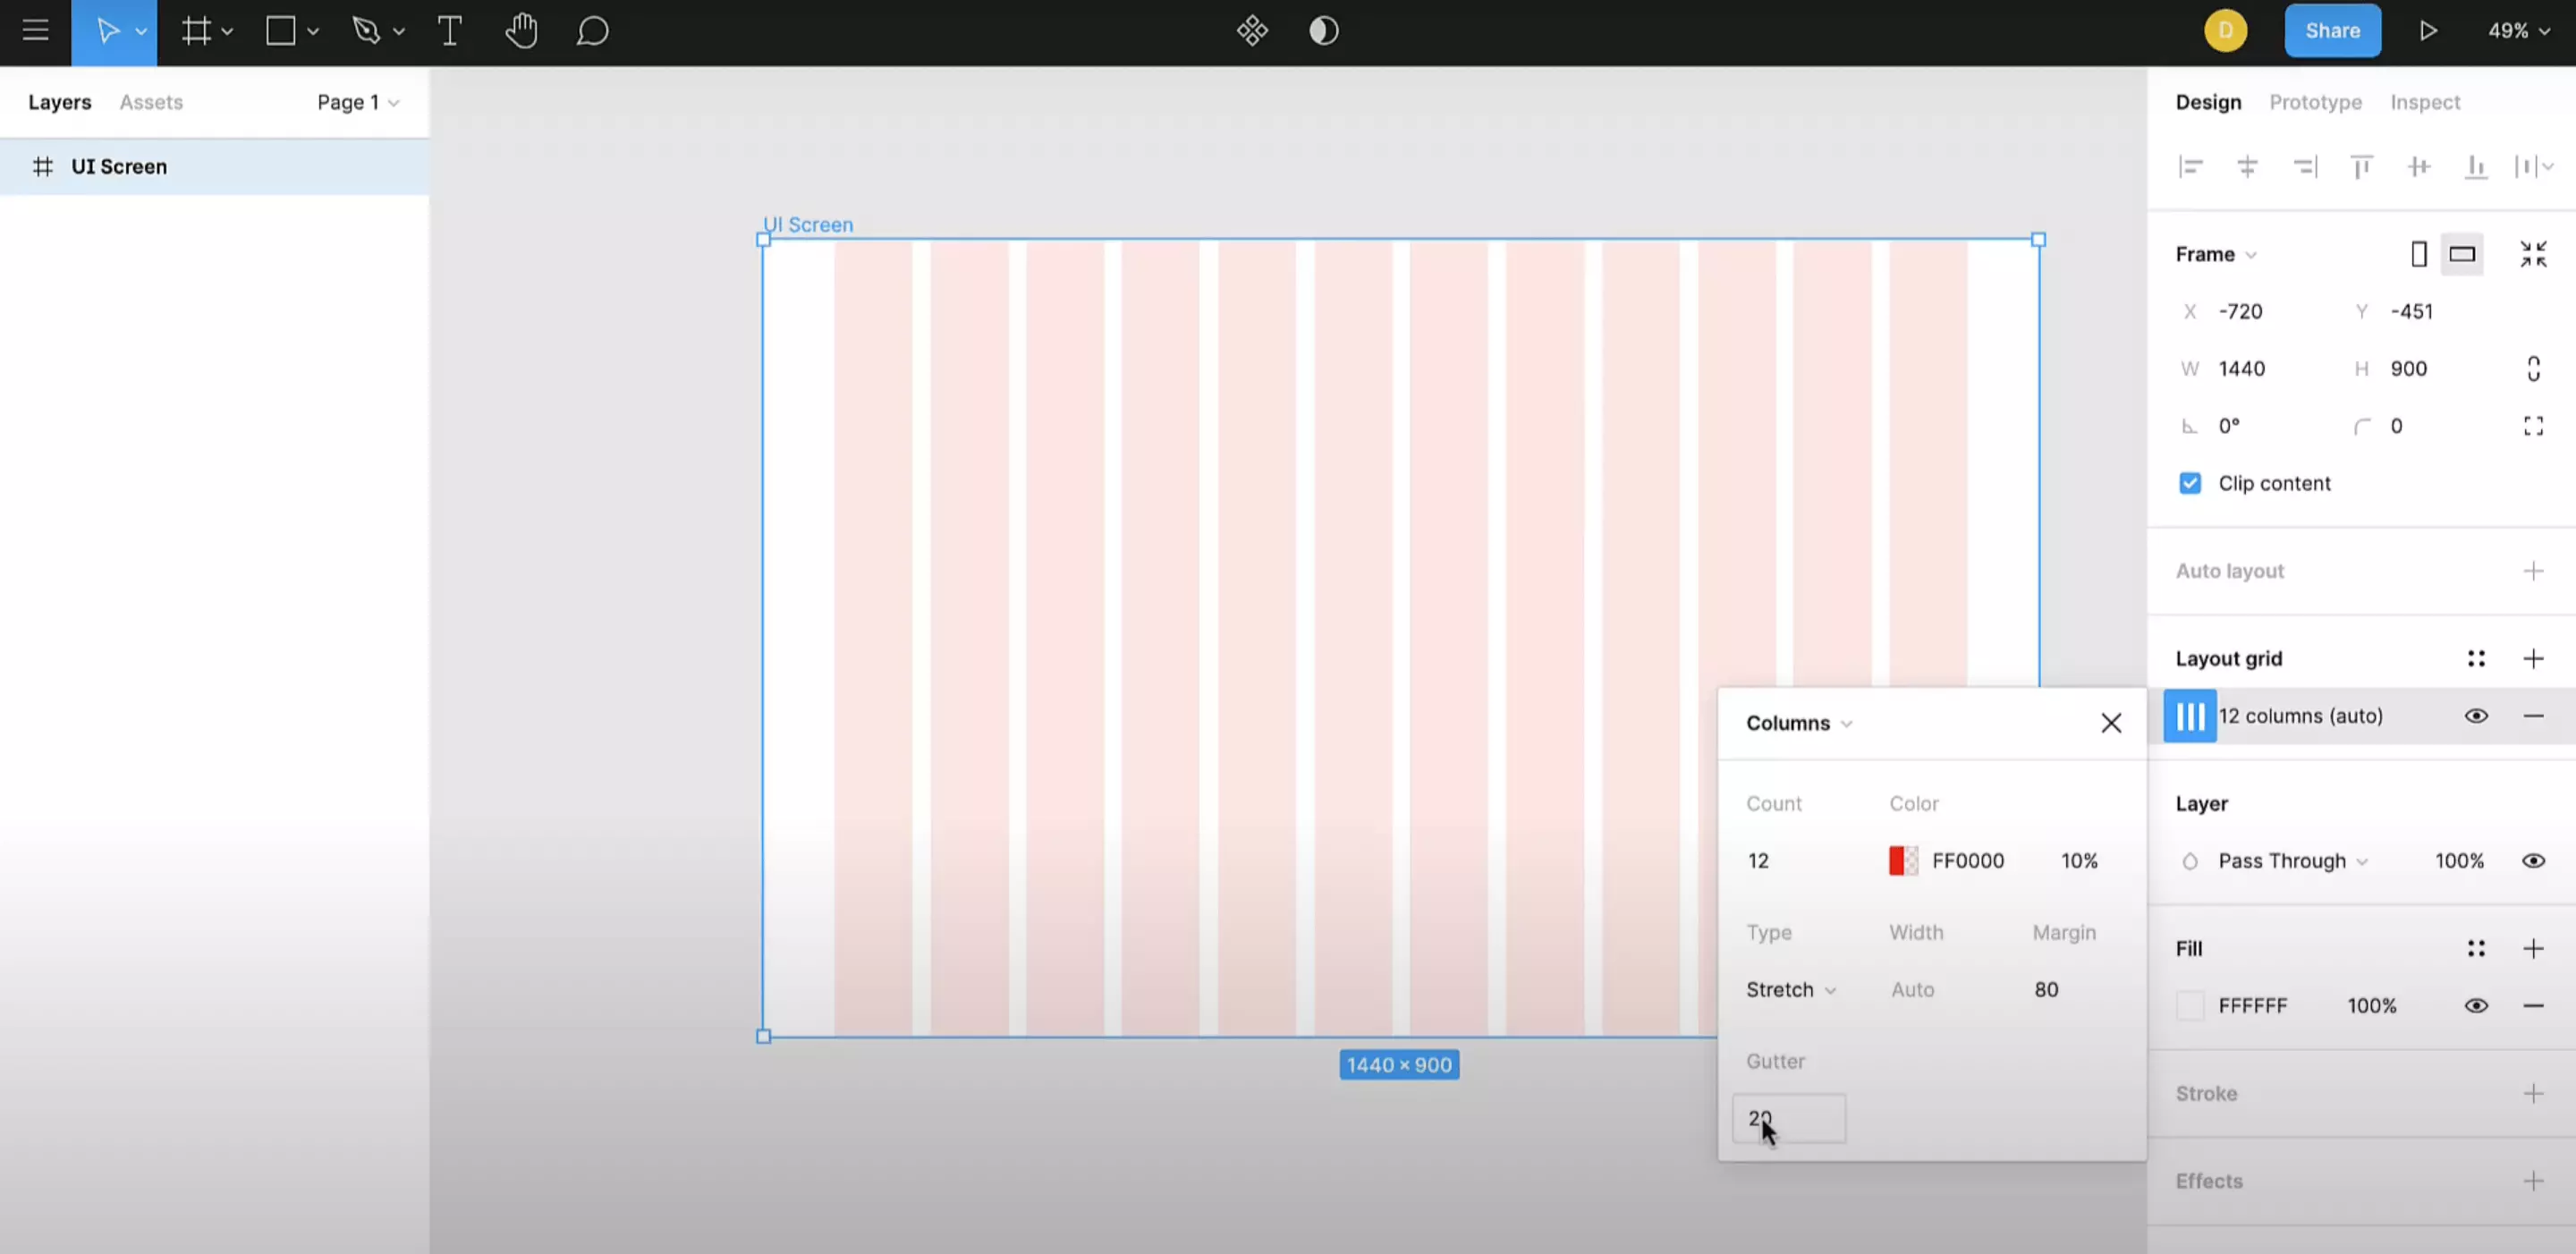 D
Share
49%
Layers
Assets
Page 1
UI Screen
UI Screen
1440 × 900
Design
Prototype
Inspect
Frame
X -720
Y -451
W 1440
H 900
0°
0
Clip content
Auto layout
Layout grid
12 columns (auto)
Layer
Pass Through
100%
Fill
FFFFFF
100%
Stroke
Effects
Columns
Count
Color
12
FF0000
10%
Type
Width
Margin
Stretch
Auto
80
Gutter
20